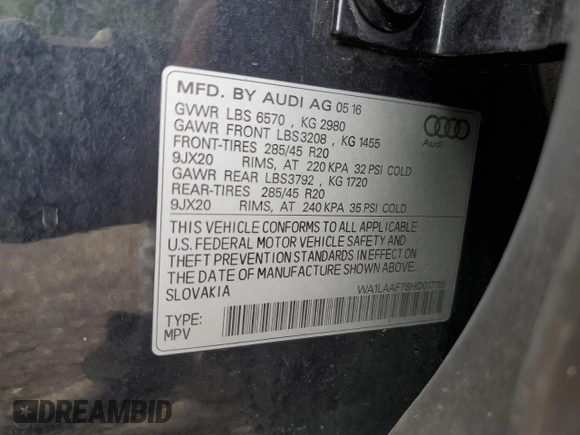 MFD. BY AUDI AG 05 16
GVWR LBS 6570 , KG 2980
GAWR FRONT LBS3208 , KG 1455
FRONT-TIRES 285/45 R20
9JX20 RIMS, AT 220 KPA 32 PSI COLD
GAWR REAR LBS3792 , KG 1720
REAR-TIRES 285/45 R20
9JX20 RIMS, AT 240 KPA 35 PSI COLD
Audi
THIS VEHICLE CONFORMS TO ALL APPLICABLE
U.S. FEDERAL MOTOR VEHICLE SAFETY AND
THEFT PREVENTION STANDARDS IN EFFECT ON
THE DATE OF MANUFACTURE SHOWN ABOVE.
SLOVAKIA
TYPE:
MPV
DREAMBID